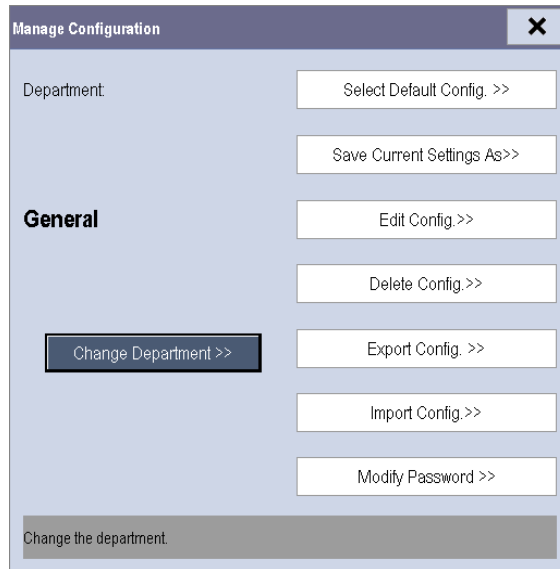 Manage Configuration
Department:
Select Default Config. >>
Save Current Settings As>>
General
Edit Config.>>
Delete Config.>>
Change Department >>
Export Config. >>
Import Config.>>
Modify Password >>
Change the department.